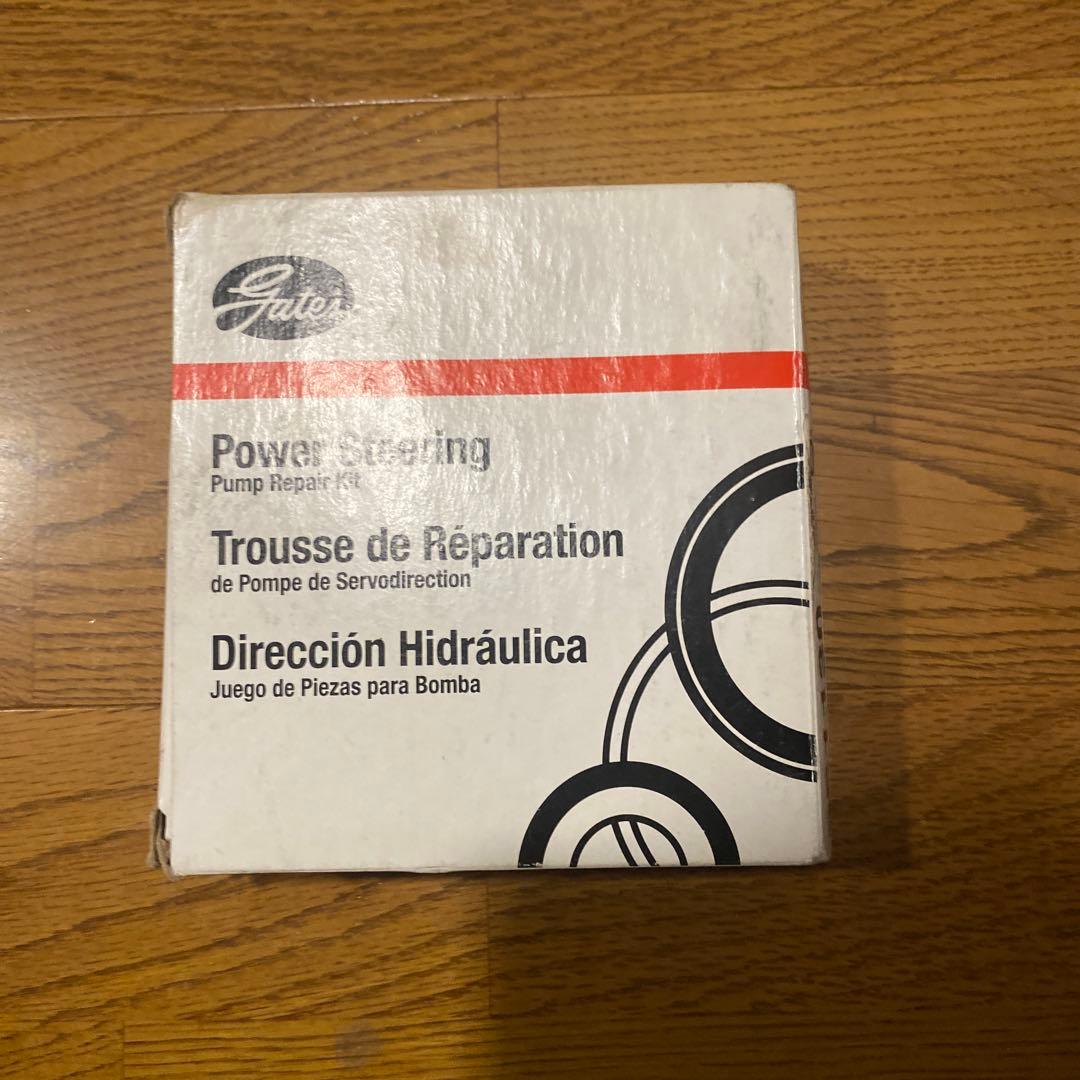 Gates
Power Steering
Pump Repair Kit
Trousse de Réparation
de Pompe de Servodirection
Dirección Hidráulica
Juego de Piezas para Bomba